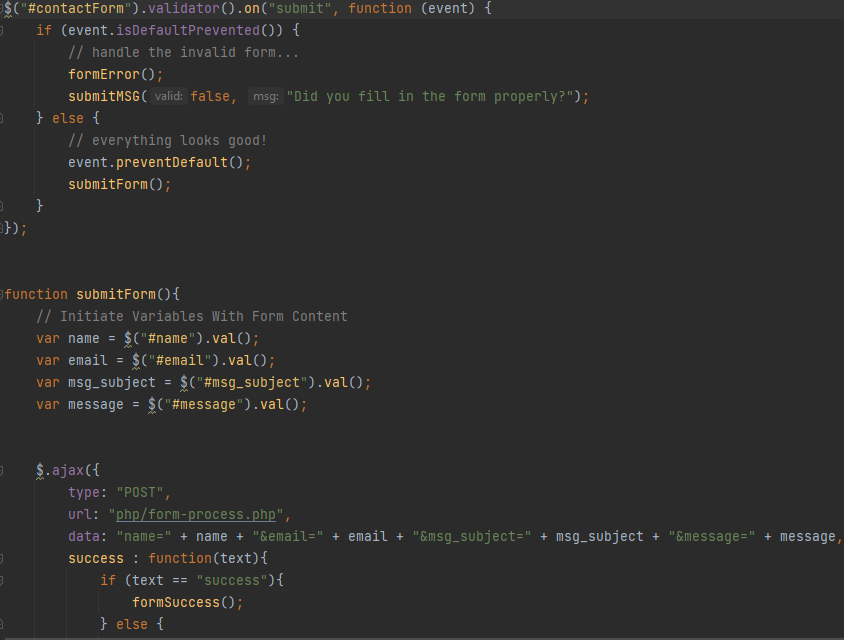 $("#contactForm").validator().on("submit", function (event) {
    if (event.isDefaultPrevented()) {
        // handle the invalid form...
        formError();
        submitMSG( valid: false, msg: "Did you fill in the form properly?");
    } else {
        // everything looks good!
        event.preventDefault();
        submitForm();
    }
});
function submitForm(){
    // Initiate Variables With Form Content
    var name = $("#name").val();
    var email = $("#email").val();
    var msg_subject = $("#msg_subject").val();
    var message = $("#message").val();
    $.ajax({
        type: "POST",
        url: "php/form-process.php",
        data: "name=" + name + "&email=" + email + "&msg_subject=" + msg_subject + "&message=" + message,
        success : function(text){
            if (text == "success"){
                formSuccess();
            } else {